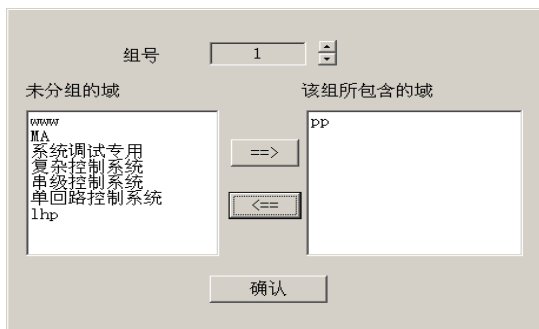 组号 1
未分组的域 该组所包含的域
www
MA
系统调试专用
复杂控制系统
串级控制系统
单回路控制系统
lhp
pp
==>
<==
确认